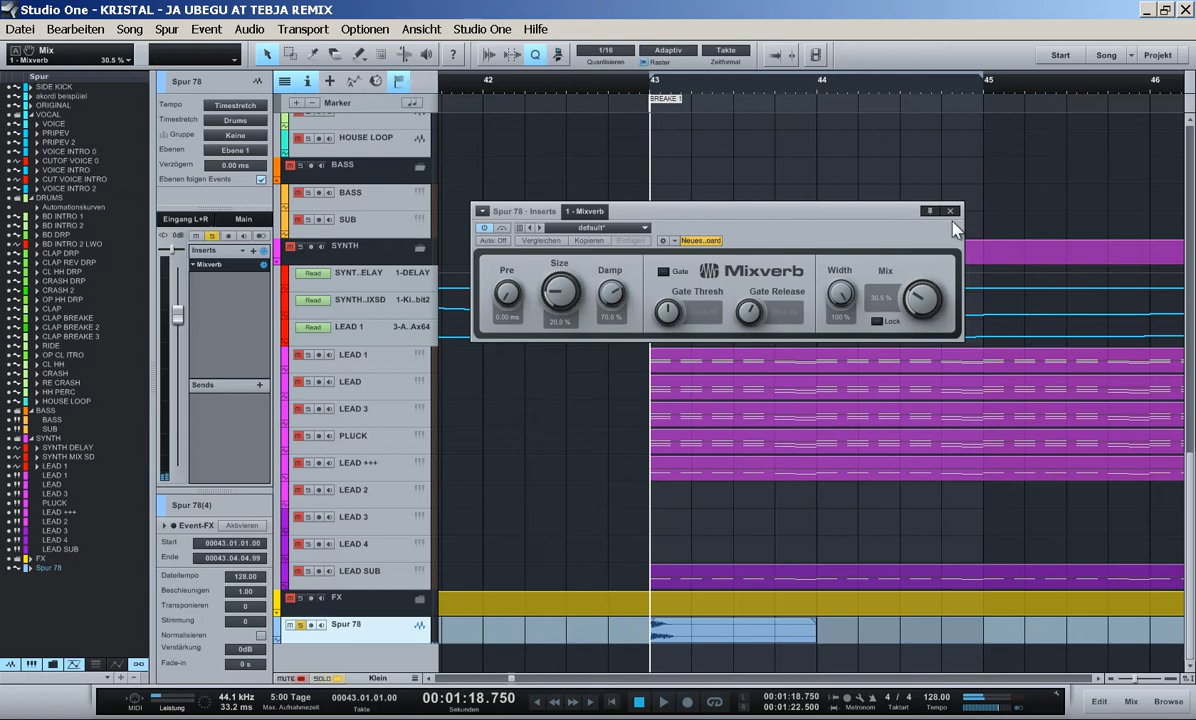 Studio One - KRISTAL - JA UBEGU AT TEBJA REMIX
Datei Bearbeiten Song Spur Event Audio Transport Optionen Ansicht Studio One Hilfe
Mix
1 - Mixverb 30.5 %
1/16 Quantisieren
Adaptiv Raster
Takte Zeitformat
Start Song Projekt
Spur
SIDE KICK
akordi beispüiel
ORIGINAL
VOCAL
VOICE
PRIPEV
PRIPEV 2
VOICE INTRO 0
CUTOF VOICE 0
VOICE INTRO
CUT VOICE INTRO
VOICE INTRO 2
DRUMS
Automationskurven
BD INTRO 1
BD INTRO 2
BD DRP
BD INTRO 2 LWO
CLAP DRP
CLAP REV DRP
CL HH DRP
CRASH DRP
CRASH 2
OP HH DRP
CLAP
CLAP BREAKE
CLAP BREAKE 2
CLAP BREAKE 3
RIDE
OP CL ITRO
CL HH
CRASH
RE CRASH
HH PERC
HOUSE LOOP
BASS
BASS
SUB
SYNTH
SYNTH DELAY
SYNTH MIX SD
LEAD 1
LEAD 1
LEAD
LEAD 3
PLUCK
LEAD +++
LEAD 2
LEAD 3
LEAD 4
LEAD SUB
FX
Spur 78
Spur 78
Tempo Timestretch
Timestretch Drums
Gruppe Keine
Ebenen Ebene 1
Verzögern 0.00 ms
Ebenen folgen Events
Eingang L+R Main
0dB
Inserts
Mixverb
Sends
Spur 78(4)
Event-FX Aktivieren
Start 00043.01.01.00
Ende 00043.04.04.99
Dateitempo 128.00
Beschleunigen 1.00
Transponieren 0
Stimmung 0
Normalisieren
Verstärkung 0dB
Fade-in 0 s
Marker
HOUSE LOOP
BASS
BASS
SUB
SYNTH
Read SYNT..ELAY 1-DELAY
Read SYNTH..IXSD 1-Ki..bit2
Read LEAD 1 3-A..Ax64
LEAD 1
LEAD
LEAD 3
PLUCK
LEAD +++
LEAD 2
LEAD 3
LEAD 4
LEAD SUB
FX
Spur 78
42 43 44 45 46
BREAKE 1
Spur 78 - Inserts 1 - Mixverb
default*
Auto: Off Vergleichen Kopieren Einfügen Neues..oard
Pre Size Damp
0.00 ms 20.0 % 70.0 %
Gate Mixverb
Gate Thresh Gate Release
Width Mix
100 % 30.5 % Lock
M S Klein
MUTE SOLO
MIDI Leistung
44.1 kHz
33.2 ms
5:00 Tage
Max. Aufnahmezeit
00043.01.01.00
Takte
00:01:18.750
Sekunden
00:01:18.750
00:01:22.500
Metronom
4 / 4
Taktart
128.00
Tempo
Edit Mix Browse